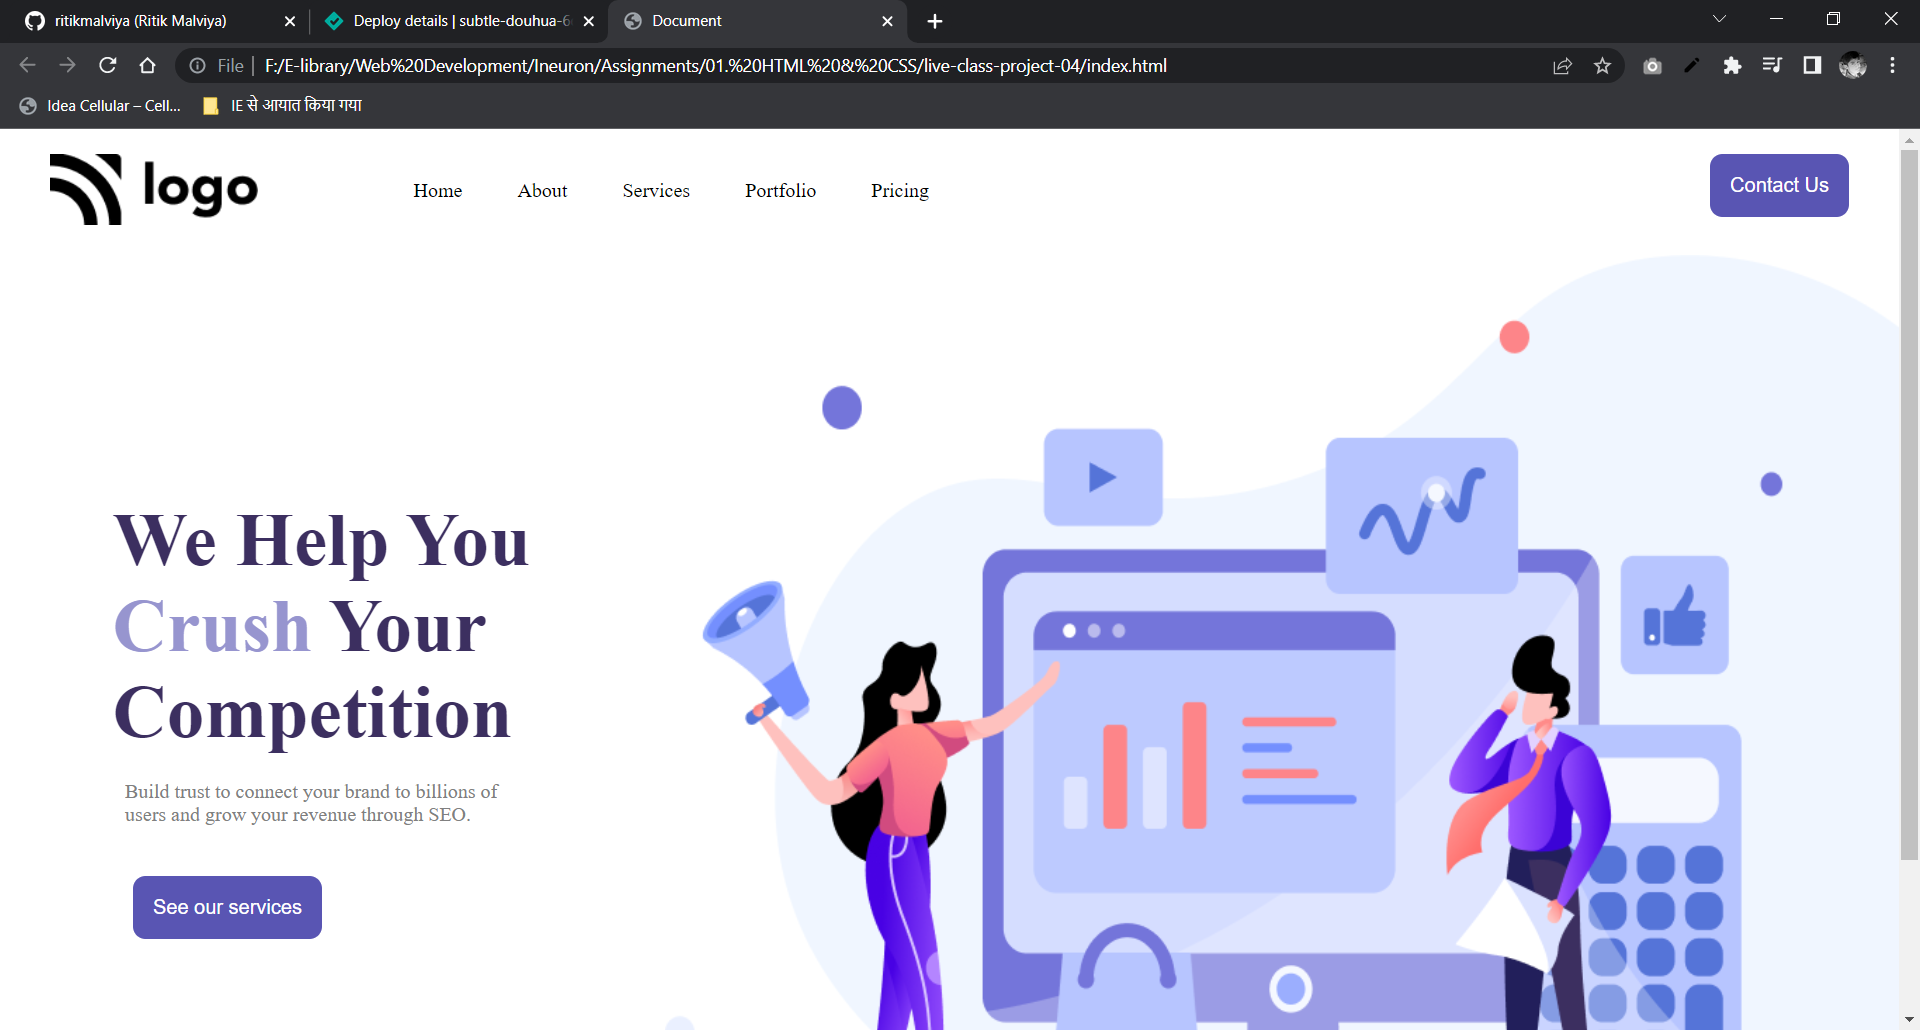 ritikmalviya (Ritik Malviya)
Deploy details | subtle-douhua-6
Document
File
F:/E-library/Web%20Development/Ineuron/Assignments/01.%20HTML%20&%20CSS/live-class-project-04/index.html
Idea Cellular – Cell...
IE से आयात किया गया
logo
Home
About
Services
Portfolio
Pricing
Contact Us
We Help You
Crush Your
Competition
Build trust to connect your brand to billions of
users and grow your revenue through SEO.
See our services